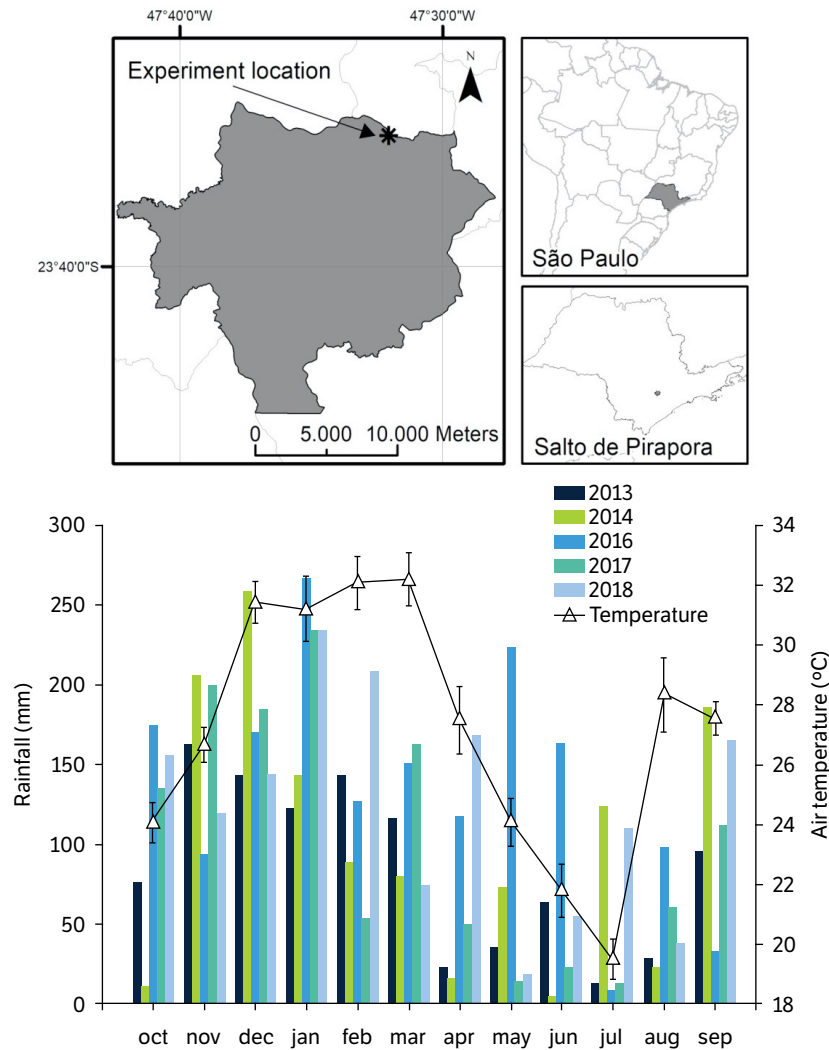 47°40'0"W 47°30'0"W
Experiment location
N
23°40'0"S
0 5.000 10.000 Meters
São Paulo
Salto de Pirapora
2013
2014
2016
2017
2018
Temperature
Rainfall (mm)
300
250
200
150
100
50
0
Air temperature (ºC)
34
32
30
28
26
24
22
20
18
oct nov dec jan feb mar apr may jun jul aug sep